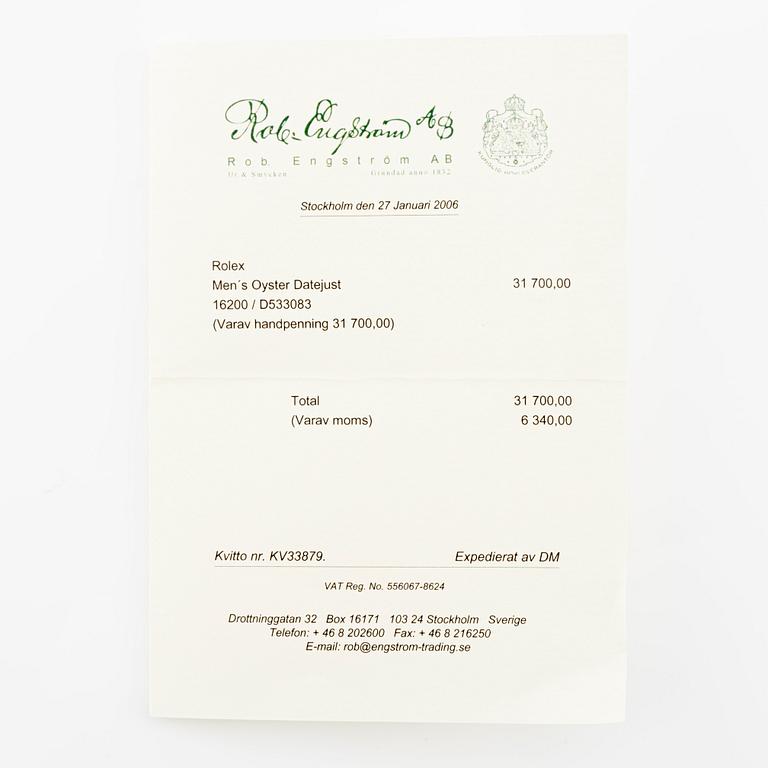 Rob. Engström AB
Rob. Engström AB
Ur & Smycken Grundad anno 1832
Stockholm den 27 Januari 2006
Rolex
Men´s Oyster Datejust 31 700,00
16200 / D533083
(Varav handpenning 31 700,00)
Total 31 700,00
(Varav moms) 6 340,00
Kvitto nr. KV33879. Expedierat av DM
VAT Reg. No. 556067-8624
Drottninggatan 32 Box 16171 103 24 Stockholm Sverige
Telefon: + 46 8 202600 Fax: + 46 8 216250
E-mail: rob@engstrom-trading.se